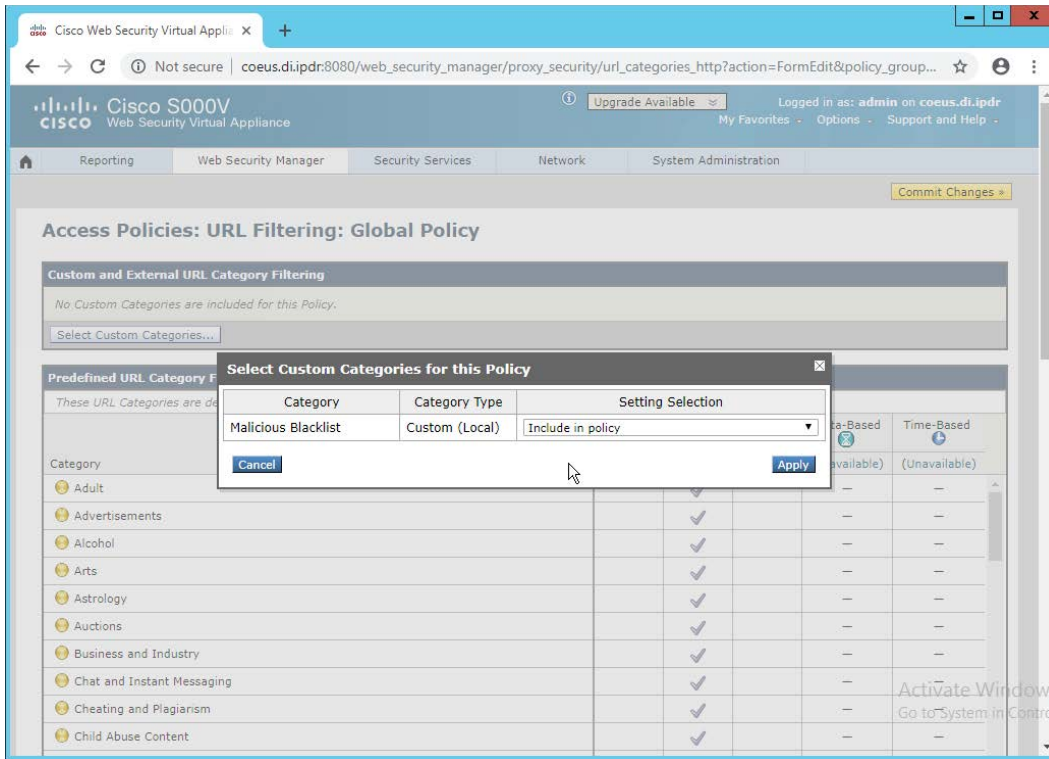 Cisco Web Security Virtual Applia
Not secure | coeus.di.ipdr:8080/web_security_manager/proxy_security/url_categories_http?action=FormEdit&policy_group...
CISCO
Cisco S000V
Web Security Virtual Appliance
Upgrade Available
Logged in as: admin on coeus.di.ipdr
My Favorites
Options
Support and Help
Reporting
Web Security Manager
Security Services
Network
System Administration
Commit Changes »
Access Policies: URL Filtering: Global Policy
Custom and External URL Category Filtering
No Custom Categories are included for this Policy.
Select Custom Categories...
Predefined URL Category F
These URL Categories are de
Select Custom Categories for this Policy
Category
Category Type
Setting Selection
Malicious Blacklist
Custom (Local)
Include in policy
Cancel
Apply
ta-Based
Time-Based
Category
available)
(Unavailable)
Adult
Advertisements
Alcohol
Arts
Astrology
Auctions
Business and Industry
Chat and Instant Messaging
Cheating and Plagiarism
Child Abuse Content
Activate Window
Go to System in Contro